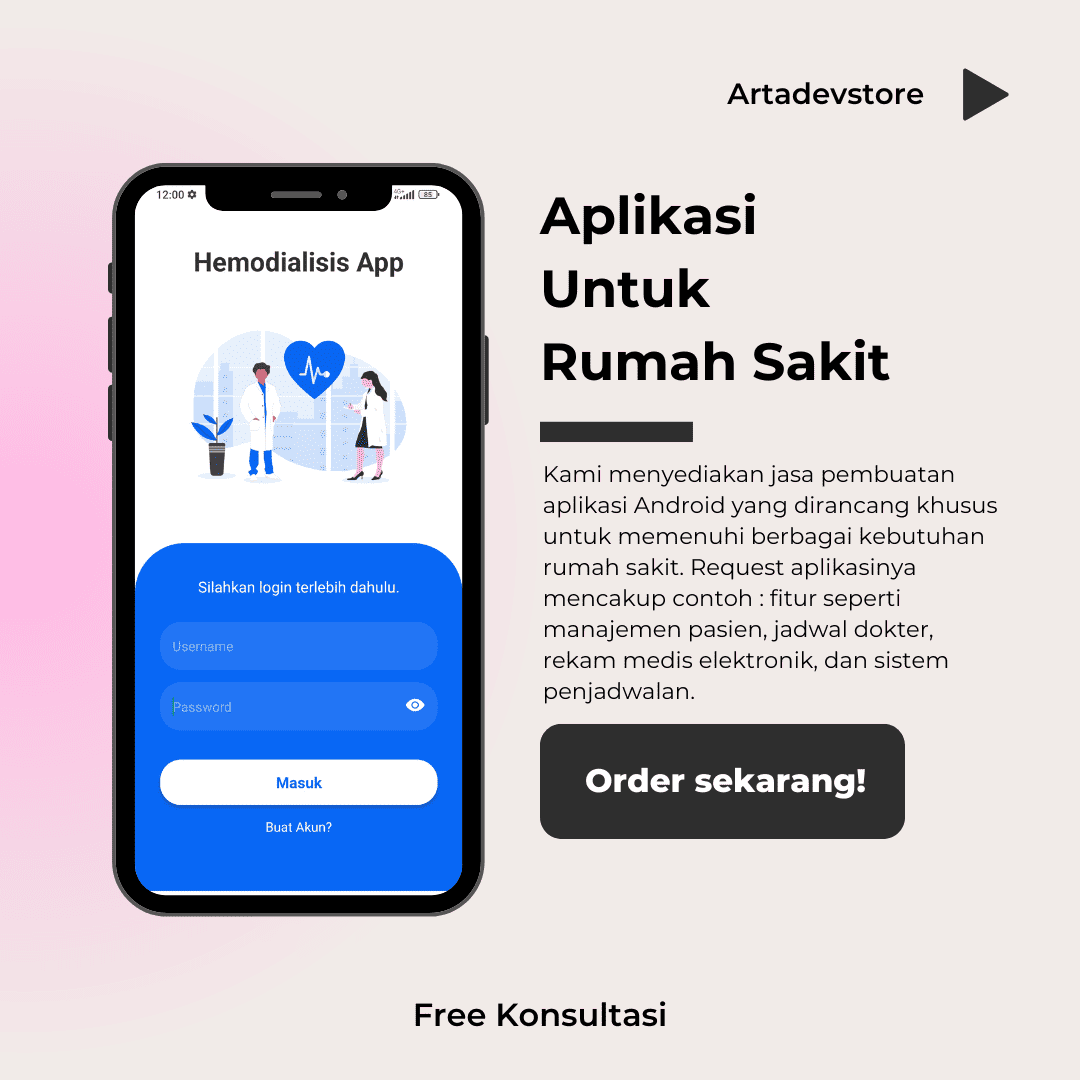 Artadevstore
12:00
4G+
85
Hemodialisis App
Silahkan login terlebih dahulu.
Username
Password
Masuk
Buat Akun?
Aplikasi
Untuk
Rumah Sakit
Kami menyediakan jasa pembuatan
aplikasi Android yang dirancang khusus
untuk memenuhi berbagai kebutuhan
rumah sakit. Request aplikasinya
mencakup contoh : fitur seperti
manajemen pasien, jadwal dokter,
rekam medis elektronik, dan sistem
penjadwalan.
Order sekarang!
Free Konsultasi